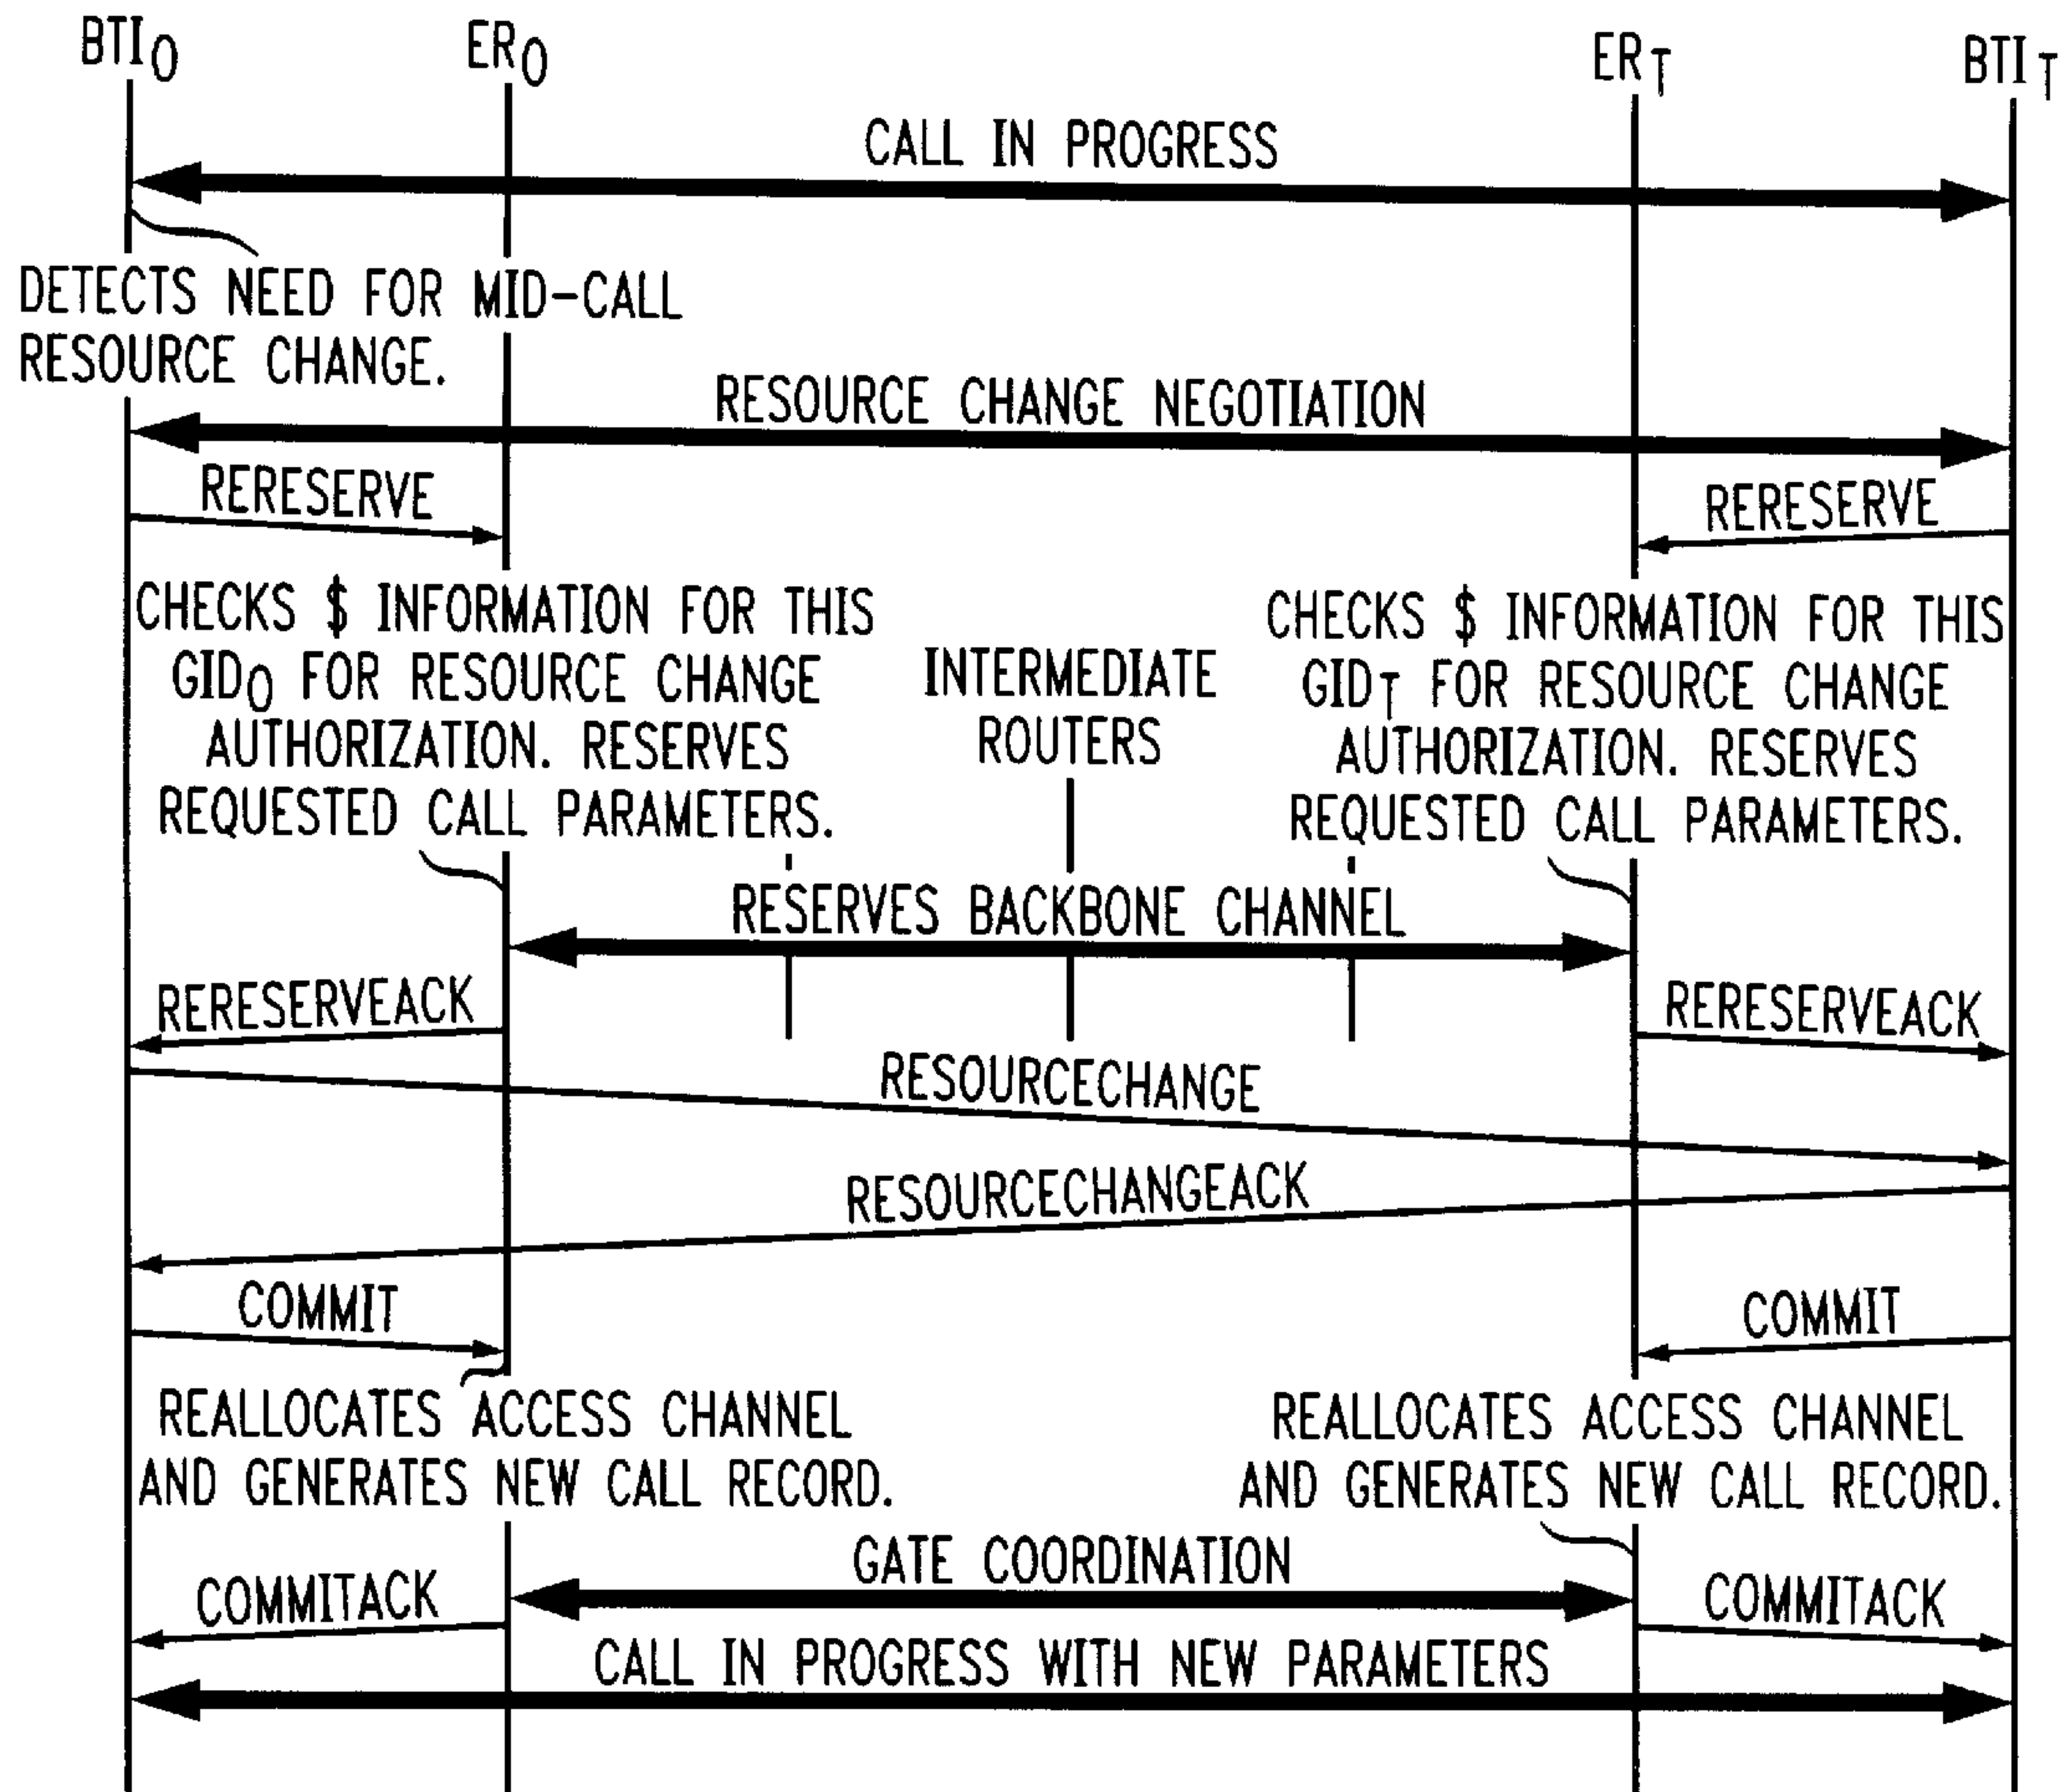 BTIO
ERO
ERT
BTIT
CALL IN PROGRESS
DETECTS NEED FOR MID-CALL
RESOURCE CHANGE.
RESOURCE CHANGE NEGOTIATION
RERESERVE
RERESERVE
CHECKS $ INFORMATION FOR THIS
GIDO FOR RESOURCE CHANGE
AUTHORIZATION. RESERVES
REQUESTED CALL PARAMETERS.
INTERMEDIATE
ROUTERS
CHECKS $ INFORMATION FOR THIS
GIDT FOR RESOURCE CHANGE
AUTHORIZATION. RESERVES
REQUESTED CALL PARAMETERS.
RESERVES BACKBONE CHANNEL
RERESERVEACK
RERESERVEACK
RESOURCECHANGE
RESOURCECHANGEACK
COMMIT
COMMIT
REALLOCATES ACCESS CHANNEL
AND GENERATES NEW CALL RECORD.
REALLOCATES ACCESS CHANNEL
AND GENERATES NEW CALL RECORD.
GATE COORDINATION
COMMITACK
COMMITACK
CALL IN PROGRESS WITH NEW PARAMETERS